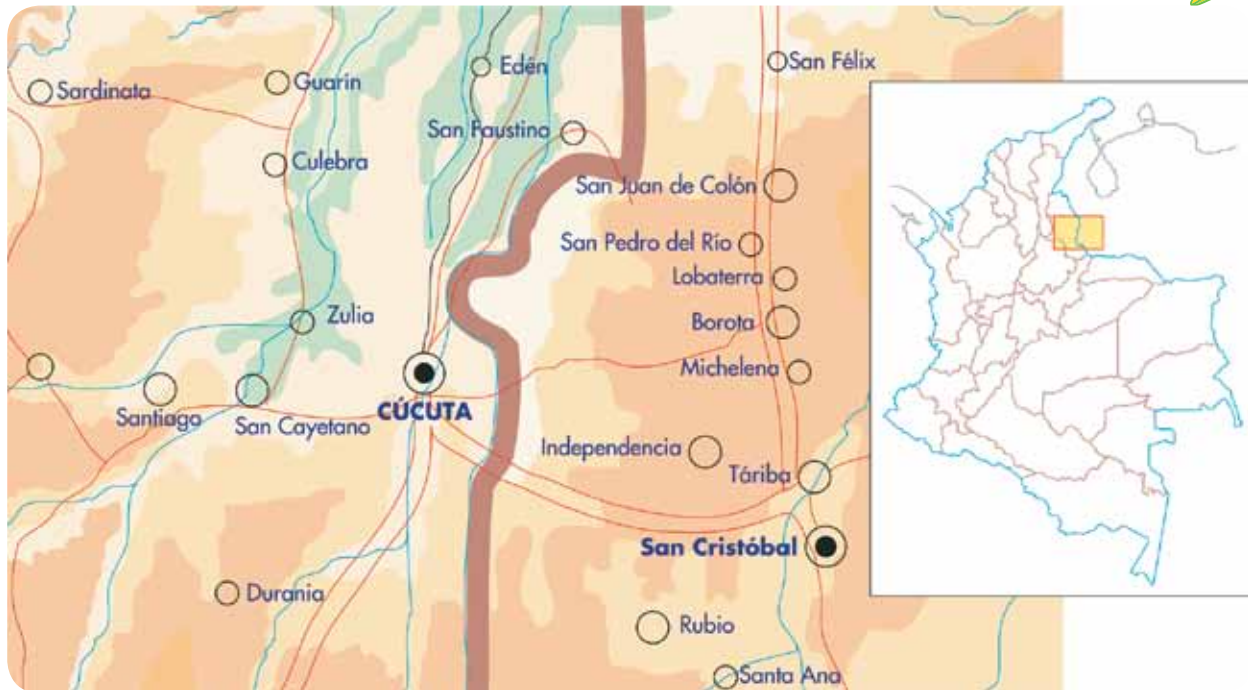 Sardinata
Guarin
Edén
San Félix
San Faustino
Culebra
San Juan de Colón
San Pedro del Río
Lobaterra
Zulia
Borota
Michelena
CÚCUTA
Santiago
San Cayetano
Independencia
Táriba
San Cristóbal
Durania
Rubio
Santa Ana